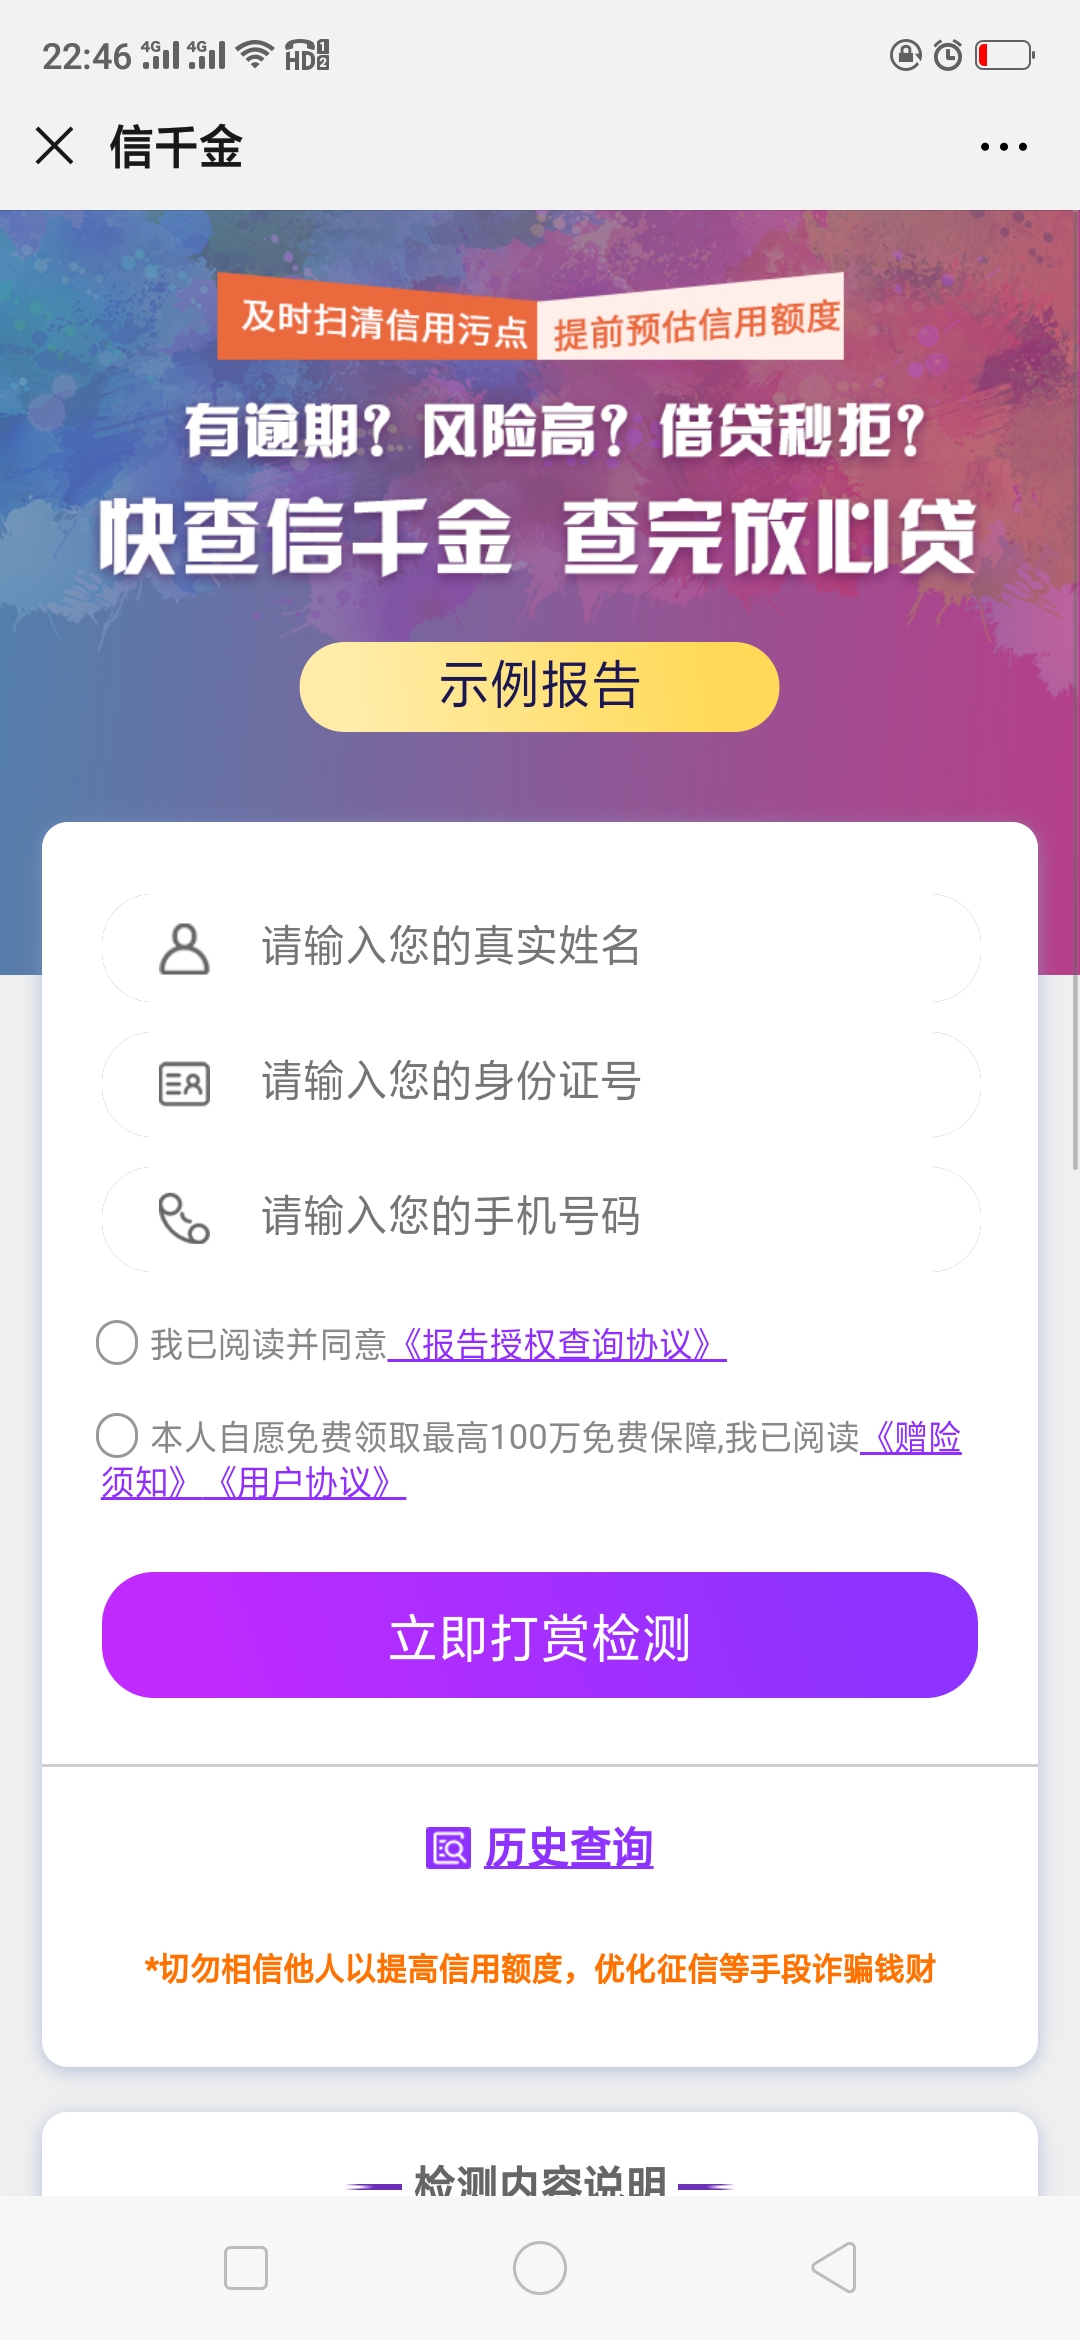 22:46 4G 4G HD 1 2
信千金
及时扫清信用污点 提前预估信用额度
有逾期？风险高？借贷秒拒？
快查信千金 查完放心贷
示例报告
请输入您的真实姓名
请输入您的身份证号
请输入您的手机号码
我已阅读并同意《报告授权查询协议》
本人自愿免费领取最高100万免费保障,我已阅读《赠险
须知》《用户协议》
立即打赏检测
历史查询
*切勿相信他人以提高信用额度，优化征信等手段诈骗钱财
检测内容说明